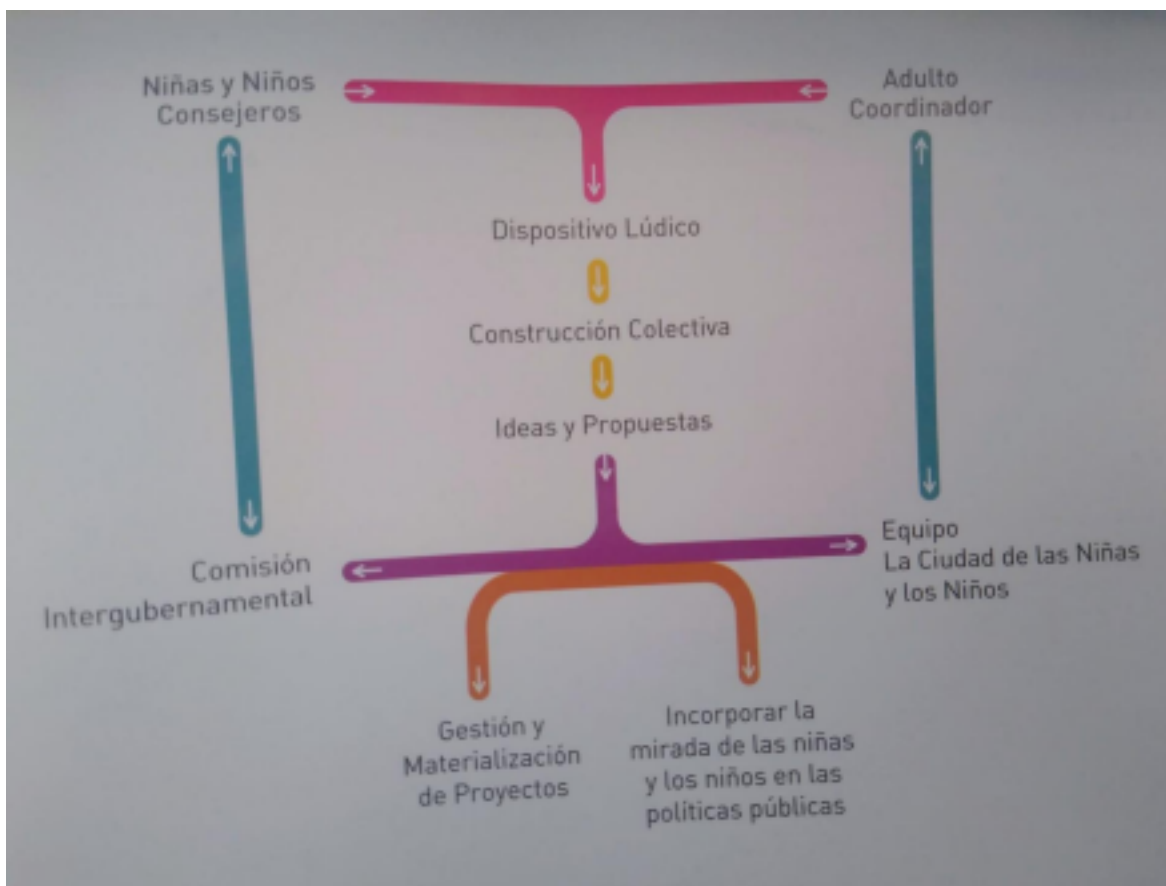 Niñas y Niños
Consejeros
Adulto
Coordinador
Dispositivo Lúdico
Construcción Colectiva
Ideas y Propuestas
Comisión
Intergubernamental
Equipo
La Ciudad de las Niñas
y los Niños
Gestión y
Materialización
de Proyectos
Incorporar la
mirada de las niñas
y los niños en las
políticas públicas